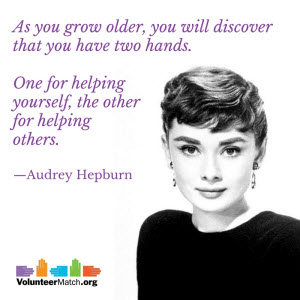 As you grow older, you will discover
that you have two hands.
One for helping
yourself, the other
for helping
others.
—Audrey Hepburn
VolunteerMatch.org